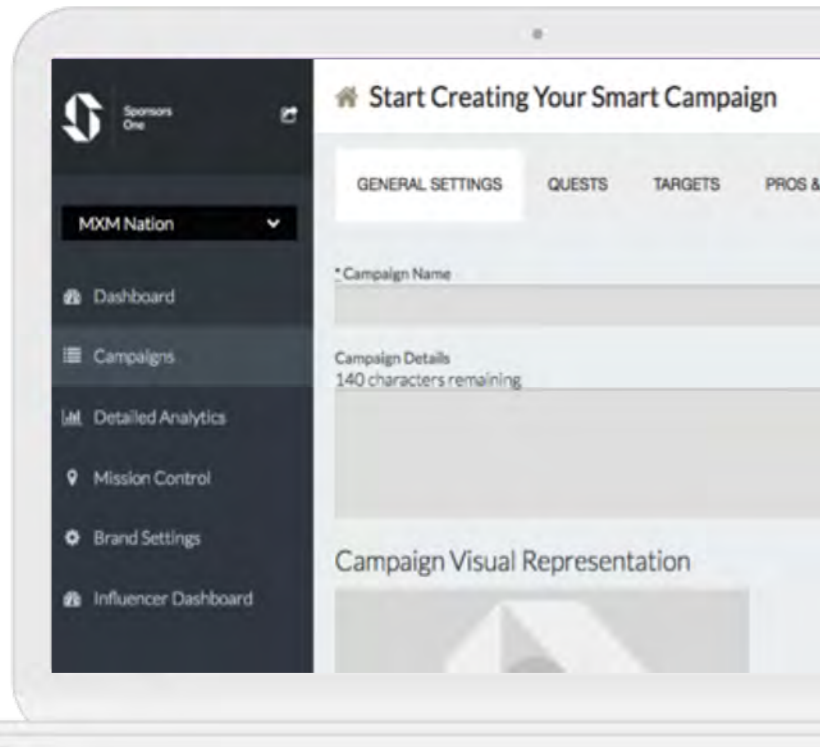 Sponsors
One
MXM Nation
Dashboard
Campaigns
Detailed Analytics
Mission Control
Brand Settings
Influencer Dashboard
Start Creating Your Smart Campaign
GENERAL SETTINGS QUESTS TARGETS PROS &
* Campaign Name
Campaign Details
140 characters remaining
Campaign Visual Representation